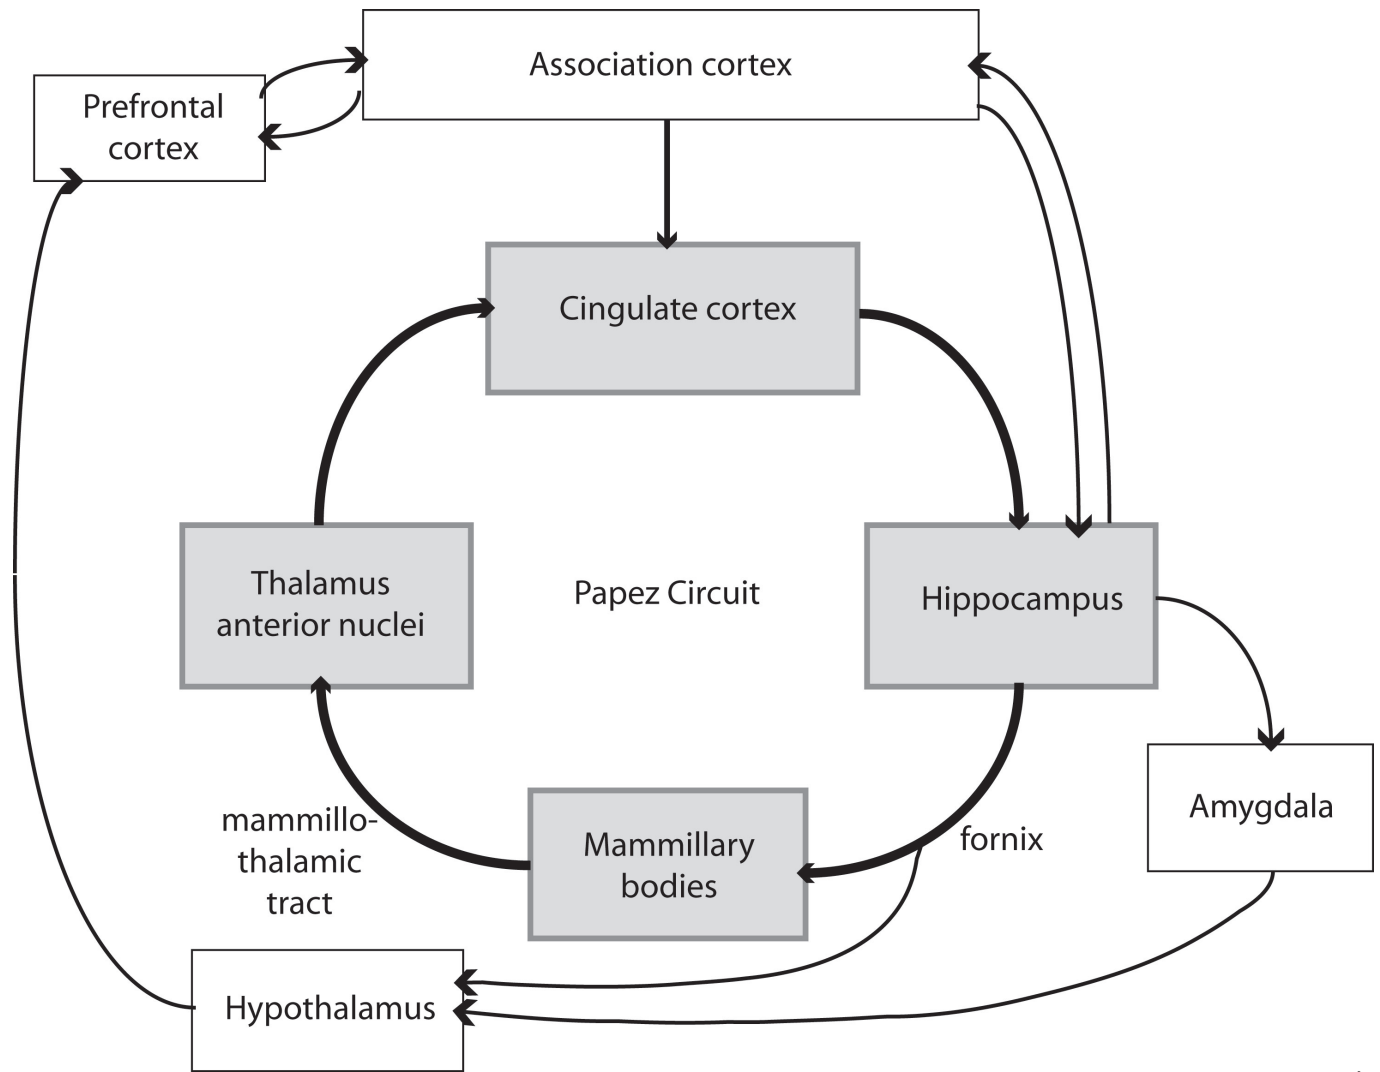 Association cortex
Prefrontal
cortex
Cingulate cortex
Thalamus
anterior nuclei
Papez Circuit
Hippocampus
mammillo-
thalamic
tract
Mammillary
bodies
fornix
Amygdala
Hypothalamus